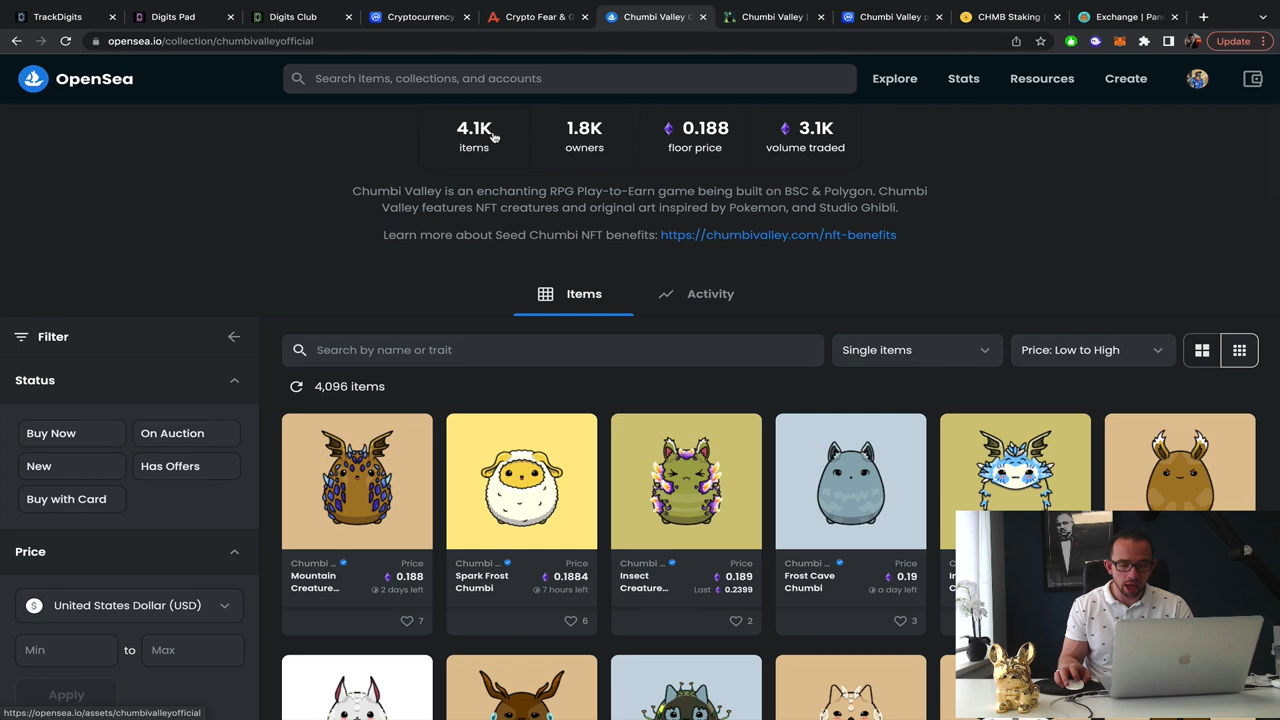 TrackDigits
Digits Pad
Digits Club
Cryptocurrency
Crypto Fear & G
Chumbi Valley C
Chumbi Valley |
Chumbi Valley p
CHMB Staking |
Exchange | Pan
opensea.io/collection/chumbivalleyofficial
Update
OpenSea
Search items, collections, and accounts
Explore
Stats
Resources
Create
4.1K
items
1.8K
owners
0.188
floor price
3.1K
volume traded
Chumbi Valley is an enchanting RPG Play-to-Earn game being built on BSC & Polygon. Chumbi
Valley features NFT creatures and original art inspired by Pokemon, and Studio Ghibli.
Learn more about Seed Chumbi NFT benefits: https://chumbivalley.com/nft-benefits
Items
Activity
Filter
Search by name or trait
Single items
Price: Low to High
Status
4,096 items
Buy Now
On Auction
New
Has Offers
Buy with Card
Price
United States Dollar (USD)
Min
to
Max
Apply
Chumbi ...
Price
Mountain
Creature...
0.188
2 days left
7
Chumbi ...
Price
Spark Frost
Chumbi
0.1884
7 hours left
6
Chumbi ...
Price
Insect
Creature...
0.189
Last
0.2399
2
Chumbi ...
Price
Frost Cave
Chumbi
0.19
a day left
3
Chumbi ...
https://opensea.io/assets/chumbivalleyofficial